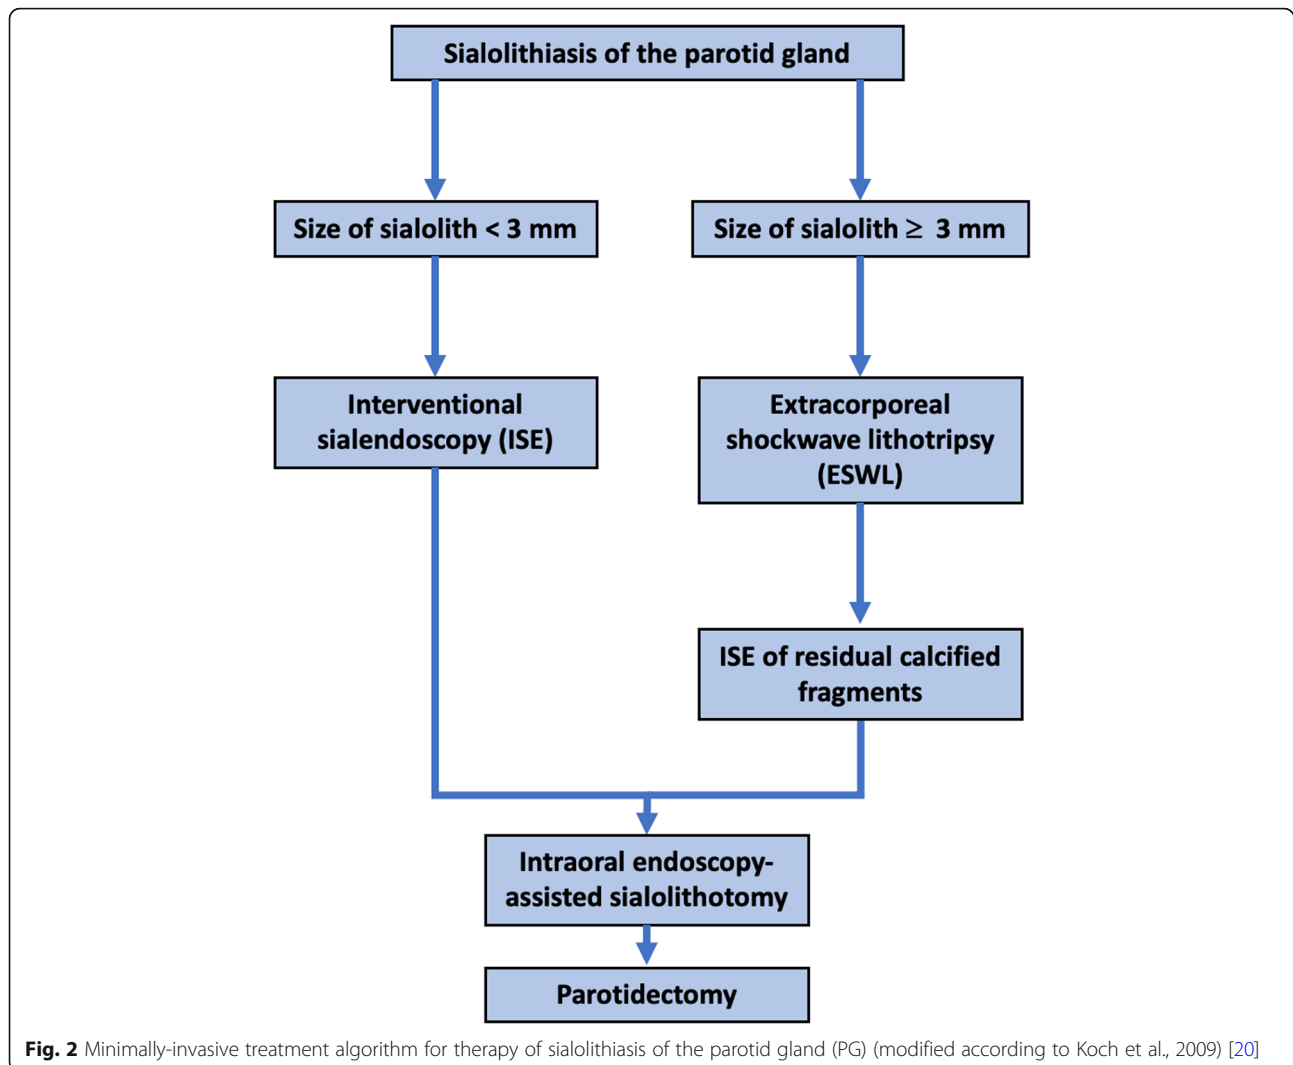 Sialolithiasis of the parotid gland
Size of sialolith < 3 mm
Size of sialolith ≥ 3 mm
Interventional
sialendoscopy (ISE)
Extracorporeal
shockwave lithotripsy
(ESWL)
ISE of residual calcified
fragments
Intraoral endoscopy-
assisted sialolithotomy
Parotidectomy
Fig. 2 Minimally-invasive treatment algorithm for therapy of sialolithiasis of the parotid gland (PG) (modified according to Koch et al., 2009) [20]